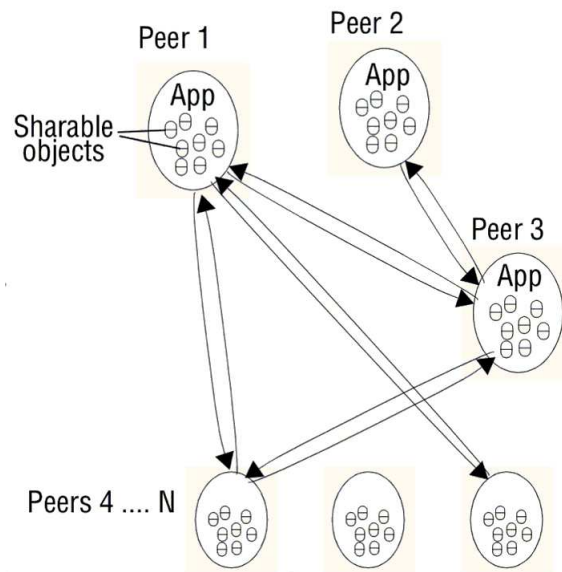 Peer 1
Peer 2
App
App
Sharable
objects
Peer 3
App
Peers 4 .... N